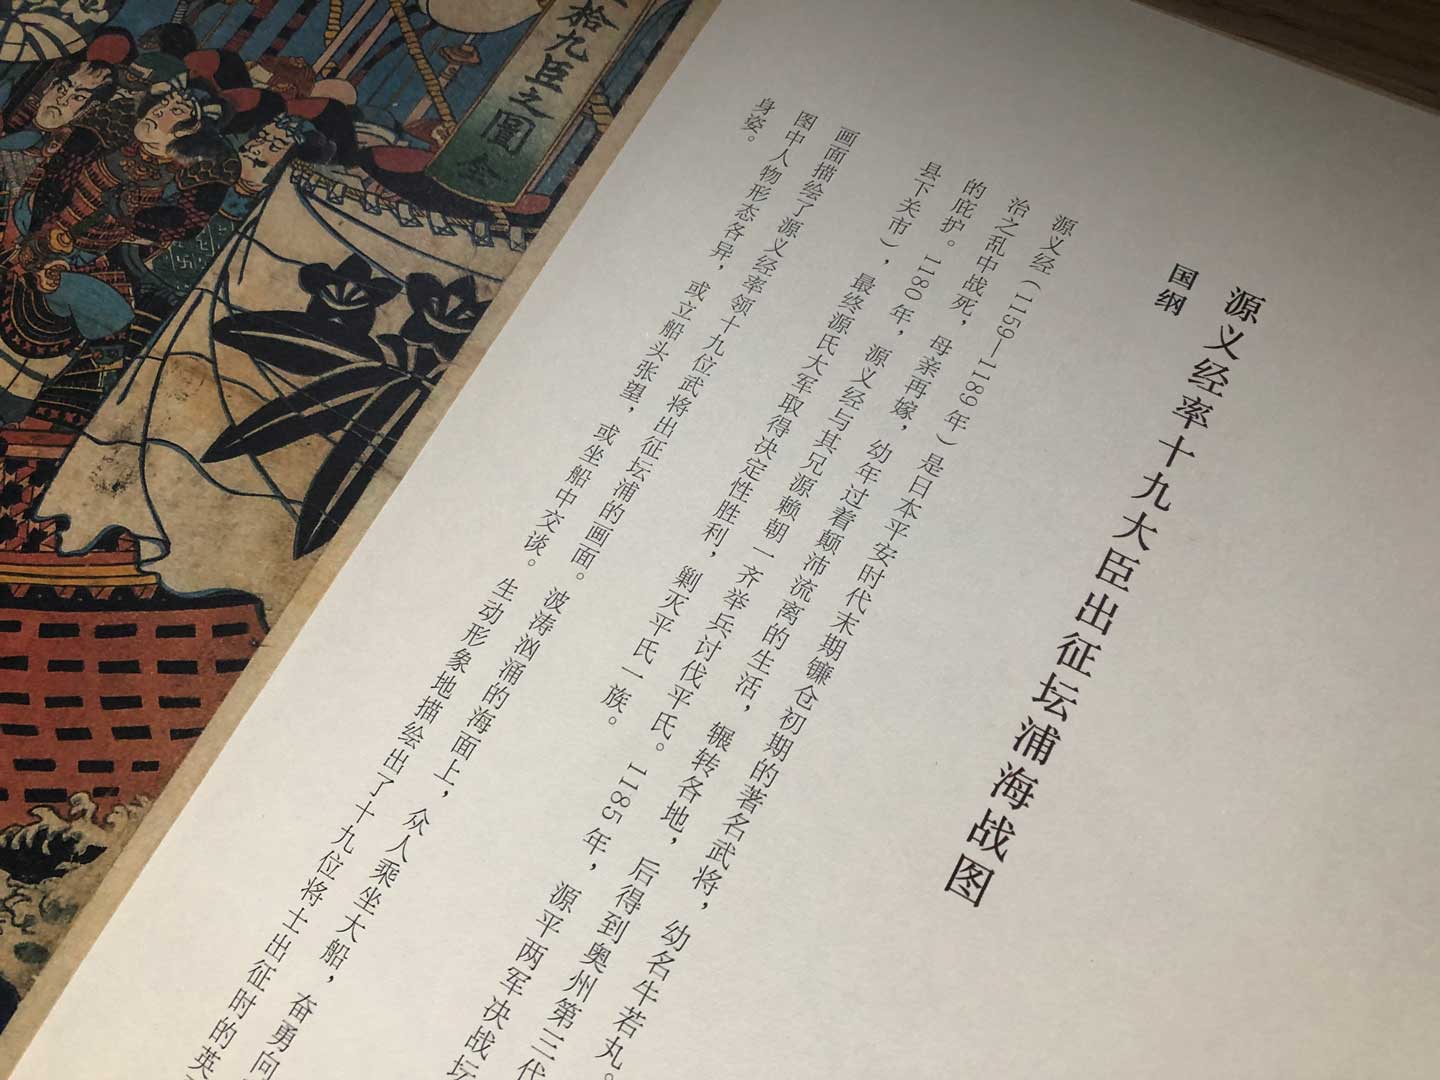 源义经率十九大臣出征坛浦海战图
国纲
源义经（1159—1189年）是日本平安时代末期镰仓初期的著名武将，幼名牛若丸。
治之乱中战死，母亲再嫁，幼年过着颠沛流离的生活，辗转各地，后得到奥州第三代
的庇护。1180年，源义经与其兄源赖朝一齐举兵讨伐平氏。1185年，源平两军决战坛
县下关市），最终源氏大军取得决定性胜利，剿灭平氏一族。
画面描绘了源义经率领十九位武将出征坛浦的画面。波涛汹涌的海面上，众人乘坐大船，奋勇向
图中人物形态各异，或立船头张望，或坐船中交谈。生动形象地描绘出了十九位将士出征时的英
身姿。
拾九臣之圖 全